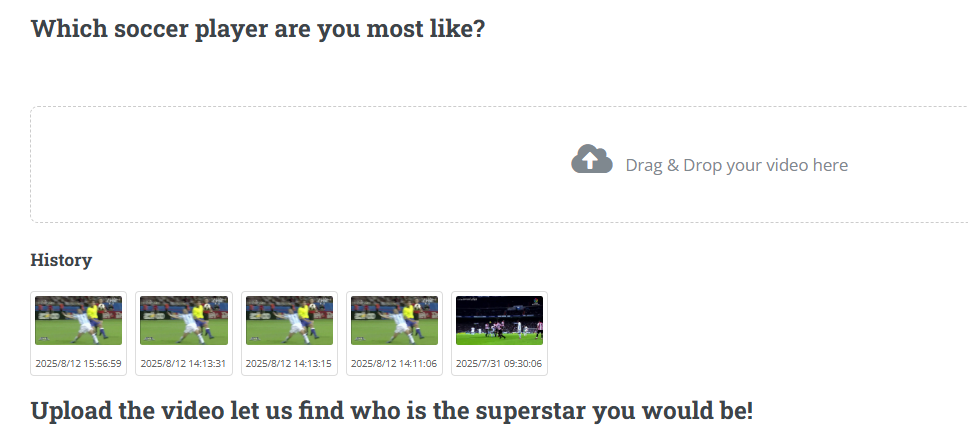 Which soccer player are you most like?
Drag & Drop your video here
History
2025/8/12 15:56:59
2025/8/12 14:13:31
2025/8/12 14:13:15
2025/8/12 14:11:06
2025/7/31 09:30:06
Upload the video let us find who is the superstar you would be!